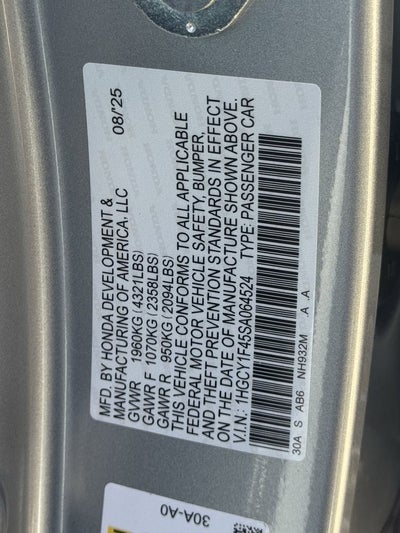 MFD. BY HONDA DEVELOPMENT & 08/'25
MANUFACTURING OF AMERICA, LLC
GVWR 1960KG (4321LBS)
GAWR F 1070KG (2358LBS)
GAWR R 950KG (2094LBS)
THIS VEHICLE CONFORMS TO ALL APPLICABLE
FEDERAL MOTOR VEHICLE SAFETY, BUMPER,
AND THEFT PREVENTION STANDARDS IN EFFECT
ON THE DATE OF MANUFACTURE SHOWN ABOVE.
V.I.N.: 1HGCY1F45SA064524 TYPE: PASSENGER CAR
30A S AB6 NH932M .A .A
30A-A0